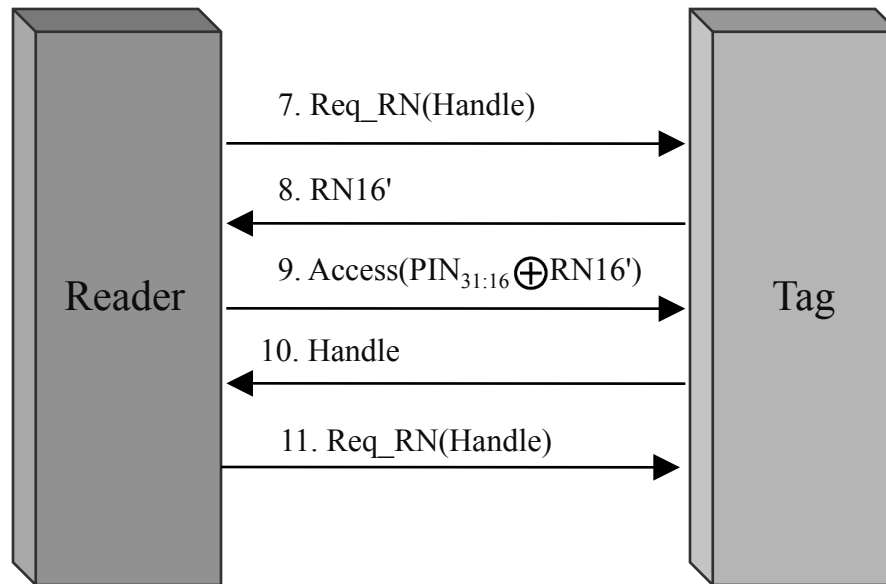 7. Req_RN(Handle)
8. RN16'
9. Access(PIN₃₁:₁₆⊕RN16')
Reader
Tag
10. Handle
11. Req_RN(Handle)